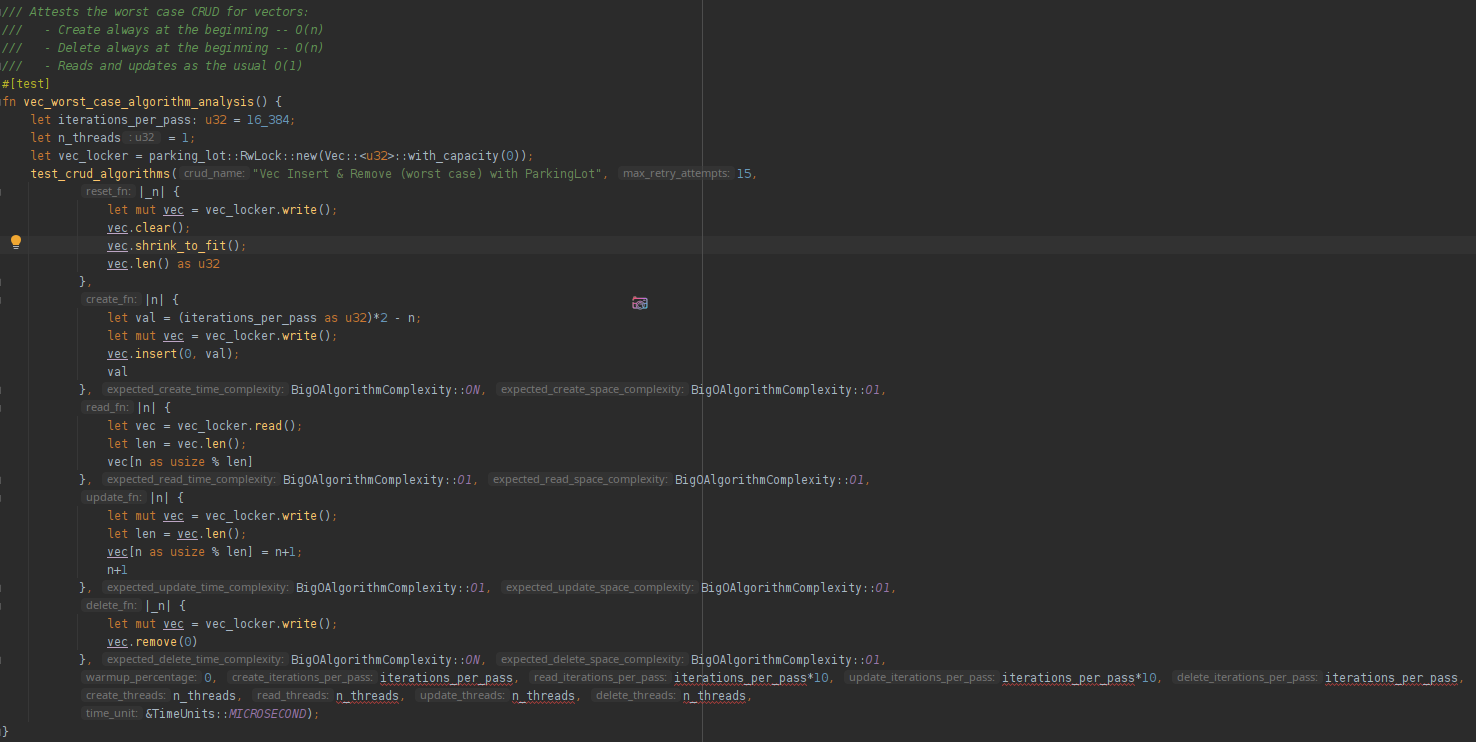 /// Attests the worst case CRUD for vectors:
///   - Create always at the beginning -- O(n)
///   - Delete always at the beginning -- O(n)
///   - Reads and updates as the usual O(1)
#[test]
fn vec_worst_case_algorithm_analysis() {
    let iterations_per_pass: u32 = 16_384;
    let n_threads : u32 = 1;
    let vec_locker = parking_lot::RwLock::new(Vec::<u32>::with_capacity(0));
    test_crud_algorithms( crud_name: "Vec Insert & Remove (worst case) with ParkingLot", max_retry_attempts: 15,
        reset_fn: |_n| {
            let mut vec = vec_locker.write();
            vec.clear();
            vec.shrink_to_fit();
            vec.len() as u32
        },
        create_fn: |n| {
            let val = (iterations_per_pass as u32)*2 - n;
            let mut vec = vec_locker.write();
            vec.insert(0, val);
            val
        }, expected_create_time_complexity: BigOAlgorithmComplexity::ON, expected_create_space_complexity: BigOAlgorithmComplexity::O1,
        read_fn: |n| {
            let vec = vec_locker.read();
            let len = vec.len();
            vec[n as usize % len]
        }, expected_read_time_complexity: BigOAlgorithmComplexity::O1, expected_read_space_complexity: BigOAlgorithmComplexity::O1,
        update_fn: |n| {
            let mut vec = vec_locker.write();
            let len = vec.len();
            vec[n as usize % len] = n+1;
            n+1
        }, expected_update_time_complexity: BigOAlgorithmComplexity::O1, expected_update_space_complexity: BigOAlgorithmComplexity::O1,
        delete_fn: |_n| {
            let mut vec = vec_locker.write();
            vec.remove(0)
        }, expected_delete_time_complexity: BigOAlgorithmComplexity::ON, expected_delete_space_complexity: BigOAlgorithmComplexity::O1,
        warmup_percentage: 0, create_iterations_per_pass: iterations_per_pass, read_iterations_per_pass: iterations_per_pass*10, update_iterations_per_pass: iterations_per_pass*10, delete_iterations_per_pass: iterations_per_pass,
        create_threads: n_threads, read_threads: n_threads, update_threads: n_threads, delete_threads: n_threads,
        time_unit: &TimeUnits::MICROSECOND);
}